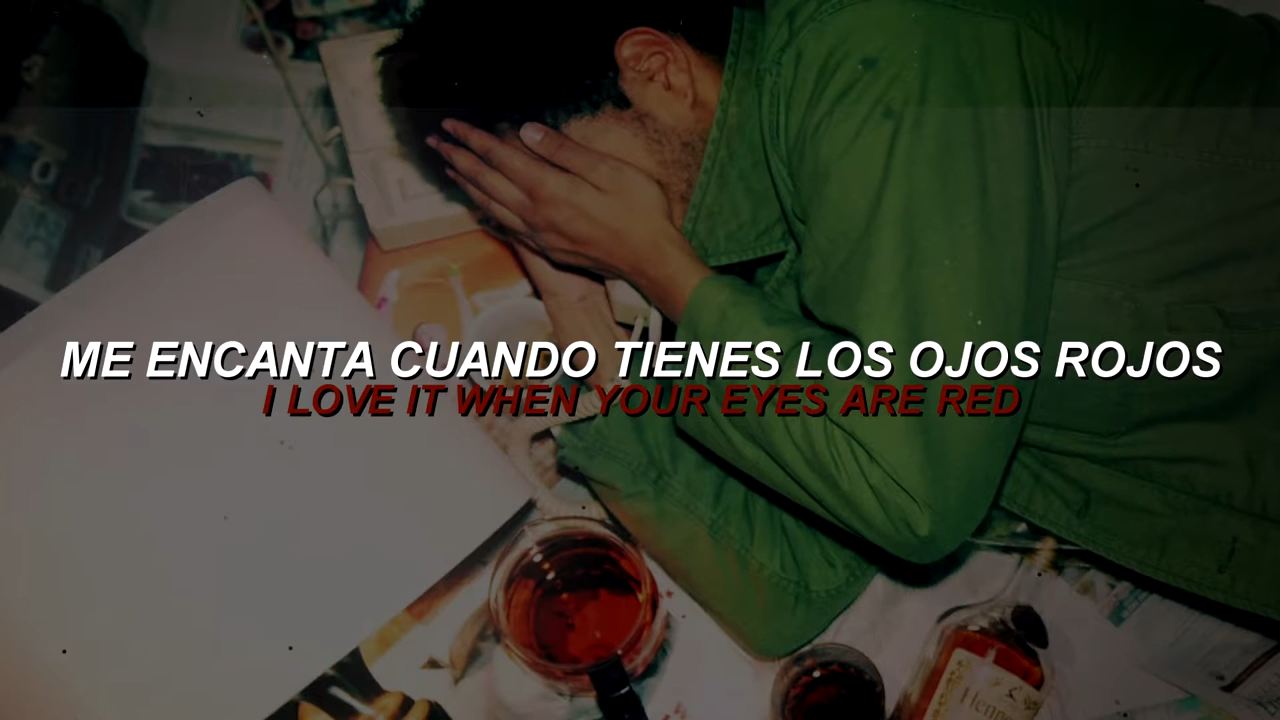 ME ENCANTA CUANDO TIENES LOS OJOS ROJOS
I LOVE IT WHEN YOUR EYES ARE RED